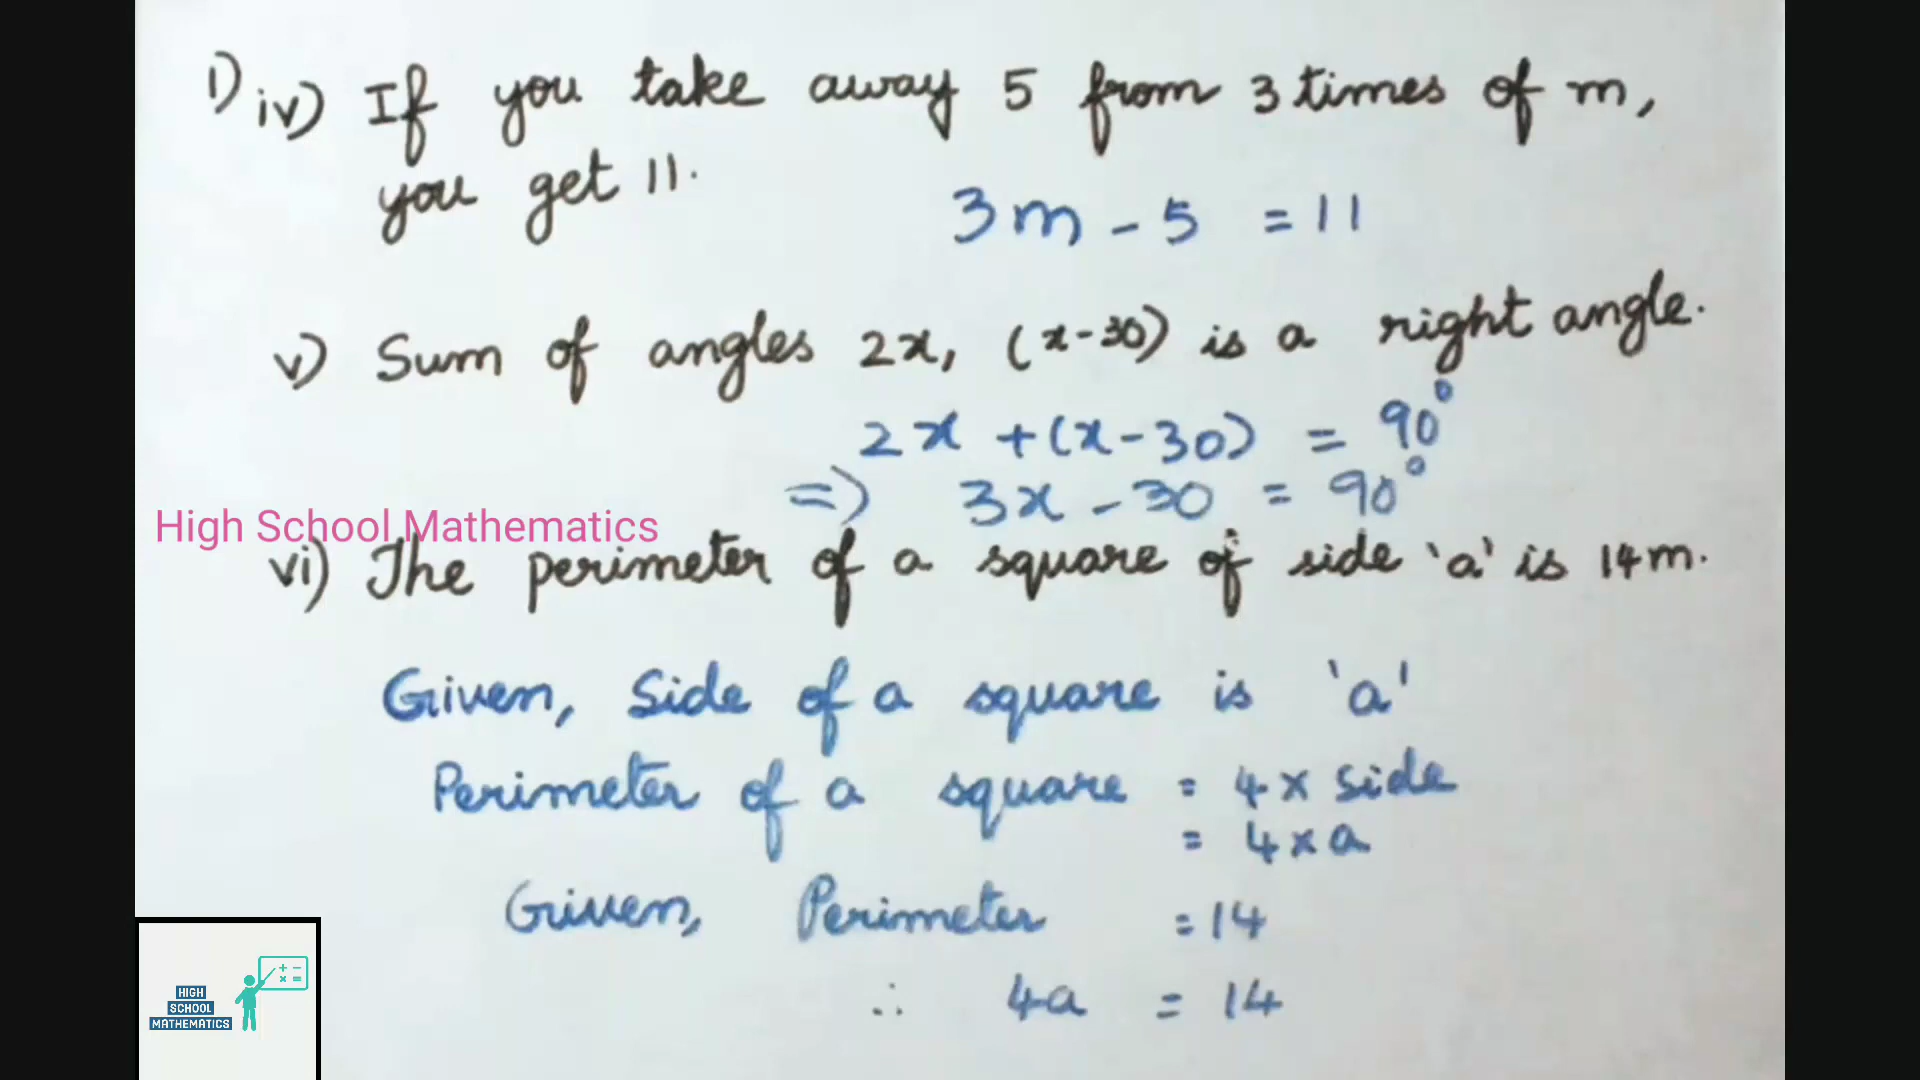 1) iv) If you take away 5 from 3 times of m,
you get 11.
3m - 5 = 11
v) Sum of angles 2x, (x-30) is a right angle.
2x + (x-30) = 90°
=> 3x - 30 = 90°
High School Mathematics
vi) The perimeter of a square of side 'a' is 14m.
Given, Side of a square is 'a'
Perimeter of a square = 4 x side
= 4 x a
Given, Perimeter = 14
∴ 4a = 14
HIGH
SCHOOL
MATHEMATICS